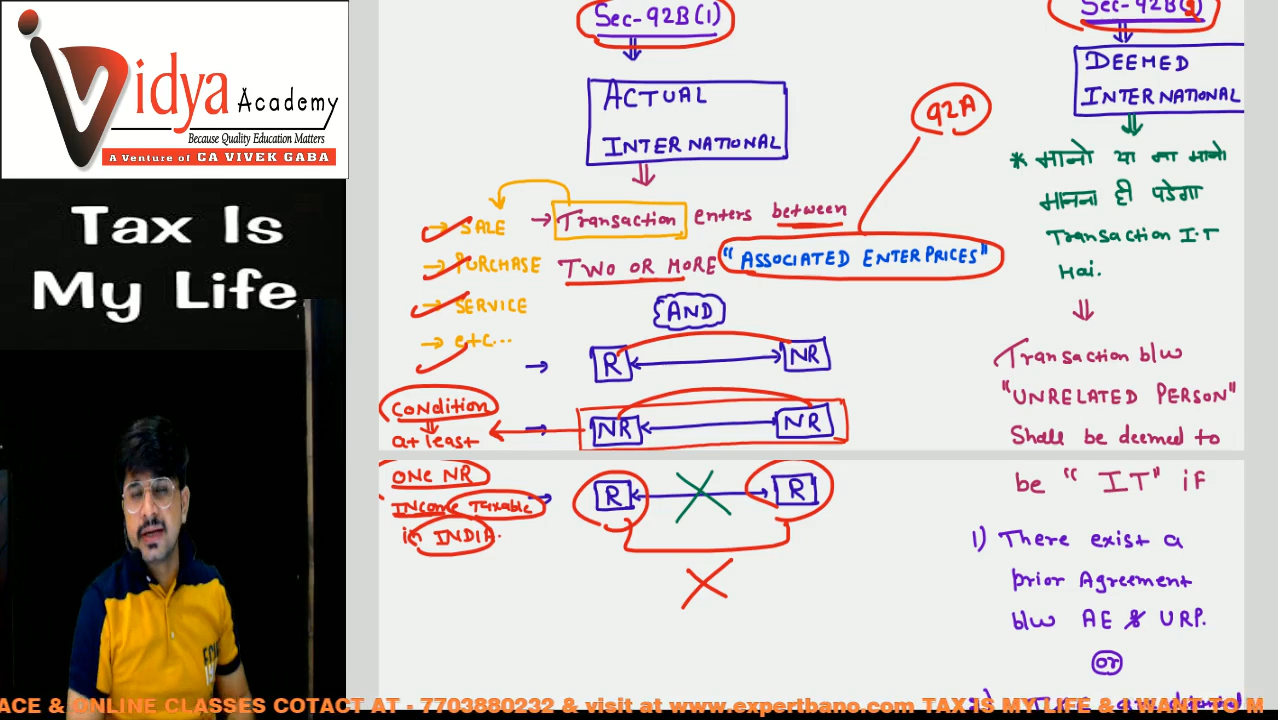 Vidya Academy
Because Quality Education Matters
A Venture of CA VIVEK GABA
Tax Is
My Life
Sec-92B(1)
ACTUAL
INTERNATIONAL
92A
SALE
→ Transaction enters between
→ PURCHASE
TWO OR MORE "ASSOCIATED ENTERPRICES"
→ SERVICE
AND
→ etc...
→ R NR
Condition
at least
→ NR NR
ONE NR
Income Taxable
in INDIA.
→ R R
Sec-92B(2)
DEEMED
INTERNATIONAL
* मानो या ना मानो
मानना ही पडेगा
Transaction I.T
Hai.
Transaction b/w
"UNRELATED PERSON"
Shall be deemed to
be " IT" if
1) There exist a
prior Agreement
b/w AE & URP.
or
ACE & ONLINE CLASSES COTACT AT - 7703880232 & visit at www.expertbano.com TAX IS MY LIFE & I WANT TO M